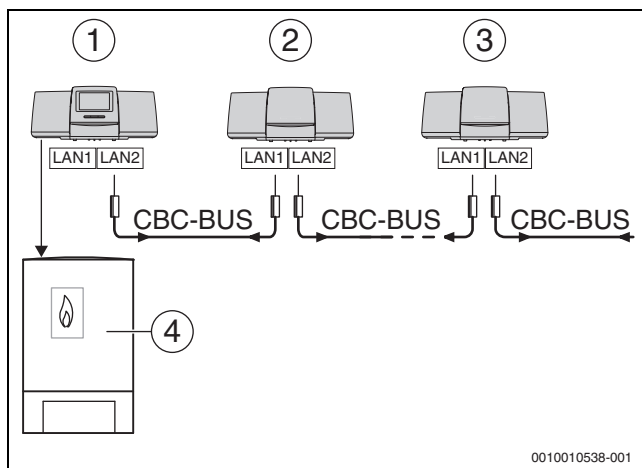 1 2 3
LAN1 LAN2 LAN1 LAN2 LAN1 LAN2
CBC-BUS CBC-BUS CBC-BUS
4
0010010538-001